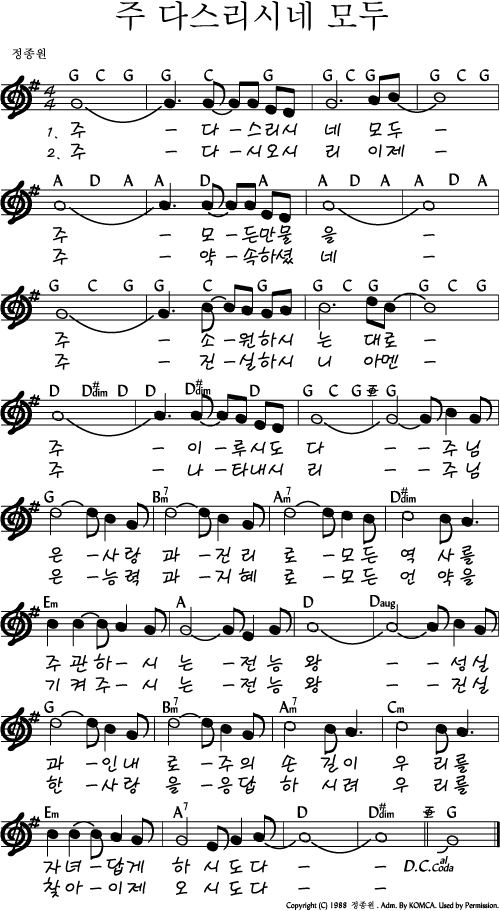 주 다스리시네 모두
정종원
G C G G C G C G G C G
4 4
1. 주 - 다-스리시 네 모두 -
2. 주 - 다-시오시 리 이제 -
A D A A D A A D A A D A
주 - 모-든만물 을 -
주 - 약-속하셨 네 -
G C G G C G G C G G C G
주 - 소-원하시 는 대로-
주 - 진-실하시 니 아멘-
D D#dim D D D#dim D G C G G
주 - 이-루시도 다 - 주님
주 - 나-타내시 리 - 주님
G Bm7 Am7 D#dim
은-사랑 과-진리 로-모든 역 사를
은-능력 과-지혜 로-모든 언 약을
Em A D Daug
주관하-시 는-전능 왕 - -성실
기켜주-시 는-전능 왕 - -진실
G Bm7 Am7 Cm
과-인내 로-주의 손 길이 우리를
한-사랑 을-응답 하 시려 우리를
Em A7 D D#dim G
자녀-답게 하 시도다 - - D.C. al Coda
찾아-이제 오 시도다 - -
Copyright (C) 1988 정종원. Adm. By KOMCA. Used by Permission.